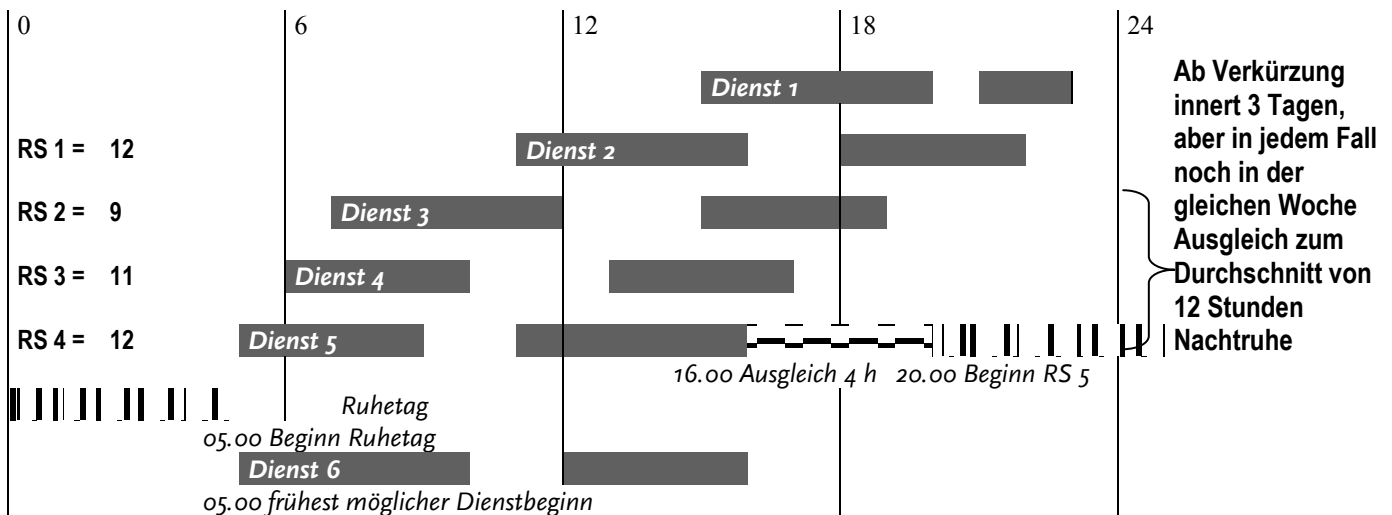 0 6 12 18 24
Dienst 1
RS 1 = 12 Dienst 2
RS 2 = 9 Dienst 3
RS 3 = 11 Dienst 4
RS 4 = 12 Dienst 5
16.00 Ausgleich 4 h 20.00 Beginn RS 5
Ruhetag
05.00 Beginn Ruhetag
Dienst 6
05.00 frühest möglicher Dienstbeginn
Ab Verkürzung
innert 3 Tagen,
aber in jedem Fall
noch in der
gleichen Woche
Ausgleich zum
Durchschnitt von
12 Stunden
Nachtruhe